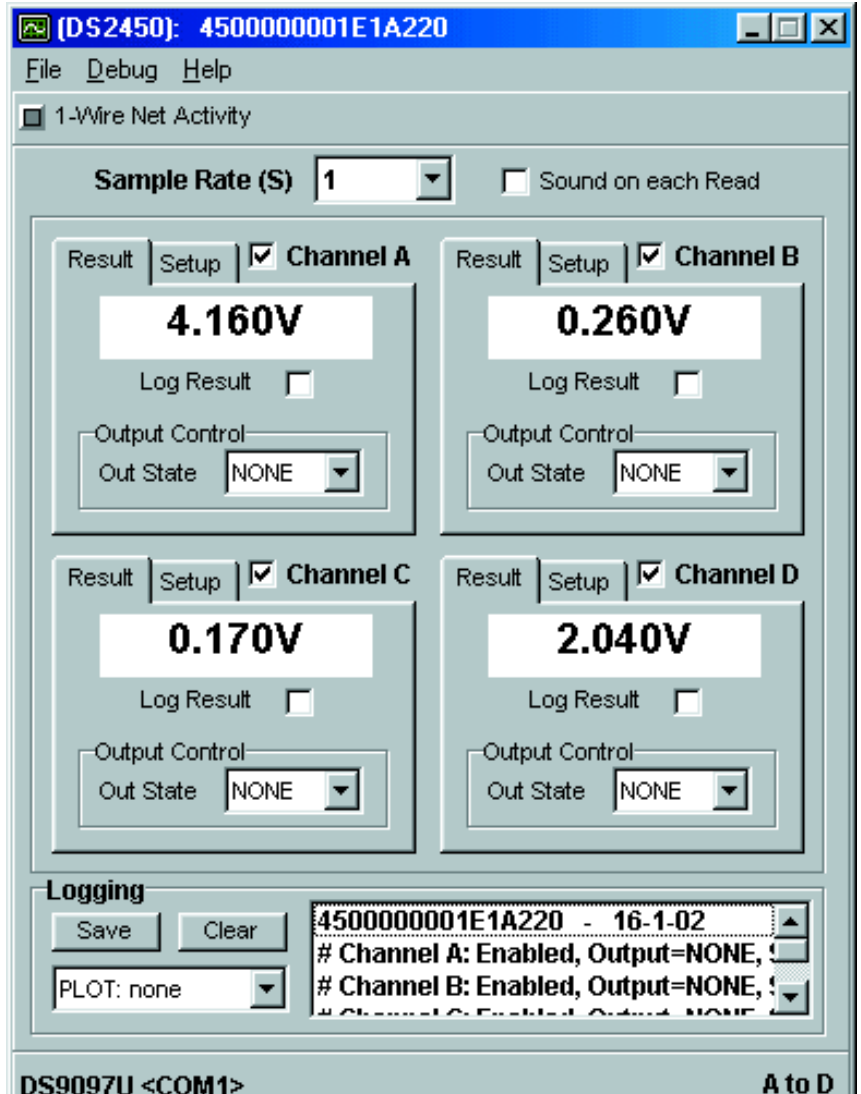 (DS2450): 4500000001E1A220
File Debug Help
1-Wire Net Activity
Sample Rate (S) 1 Sound on each Read
Result Setup Channel A
4.160V
Log Result
Output Control
Out State NONE
Result Setup Channel B
0.260V
Log Result
Output Control
Out State NONE
Result Setup Channel C
0.170V
Log Result
Output Control
Out State NONE
Result Setup Channel D
2.040V
Log Result
Output Control
Out State NONE
Logging
Save Clear
PLOT: none
4500000001E1A220 - 16-1-02
# Channel A: Enabled, Output=NONE,
# Channel B: Enabled, Output=NONE,
# Channel C: Enabled, Output=NONE
DS9097U <COM1> A to D